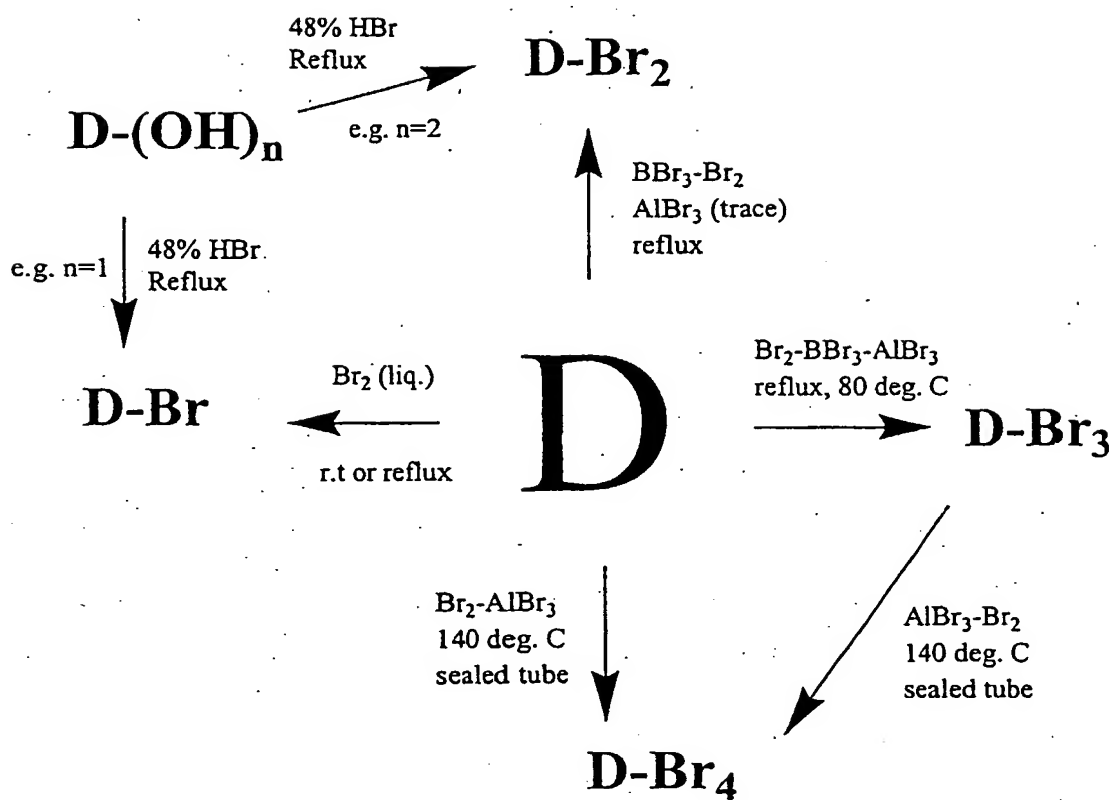 48% HBr
Reflux
D-Br₂
D-(OH)ₙ
e.g. n=2
BBr₃-Br₂
AlBr₃ (trace)
reflux
e.g. n=1
48% HBr
Reflux
Br₂-BBr₃-AlBr₃
reflux, 80 deg. C
D-Br
Br₂ (liq.)
r.t or reflux
D
D-Br₃
Br₂-AlBr₃
140 deg. C
sealed tube
AlBr₃-Br₂
140 deg. C
sealed tube
D-Br₄